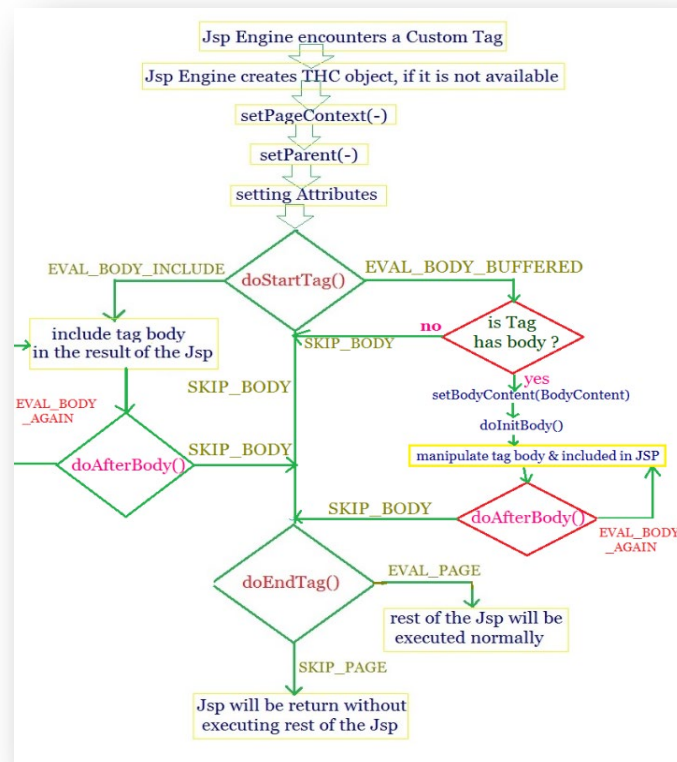 Jsp Engine encounters a Custom Tag
Jsp Engine creates THC object, if it is not available
setPageContext(-)
setParent(-)
setting Attributes
EVAL_BODY_INCLUDE
doStartTag()
EVAL_BODY_BUFFERED
include tag body
in the result of the Jsp
no
SKIP_BODY
is Tag
has body ?
yes
SKIP_BODY
setBodyContent(BodyContent)
doInitBody()
EVAL_BODY
_AGAIN
doAfterBody()
SKIP_BODY
manipulate tag body & included in JSP
SKIP_BODY
doAfterBody()
EVAL_BODY
_AGAIN
doEndTag()
EVAL_PAGE
rest of the Jsp will be
executed normally
SKIP_PAGE
Jsp will be return without
executing rest of the Jsp